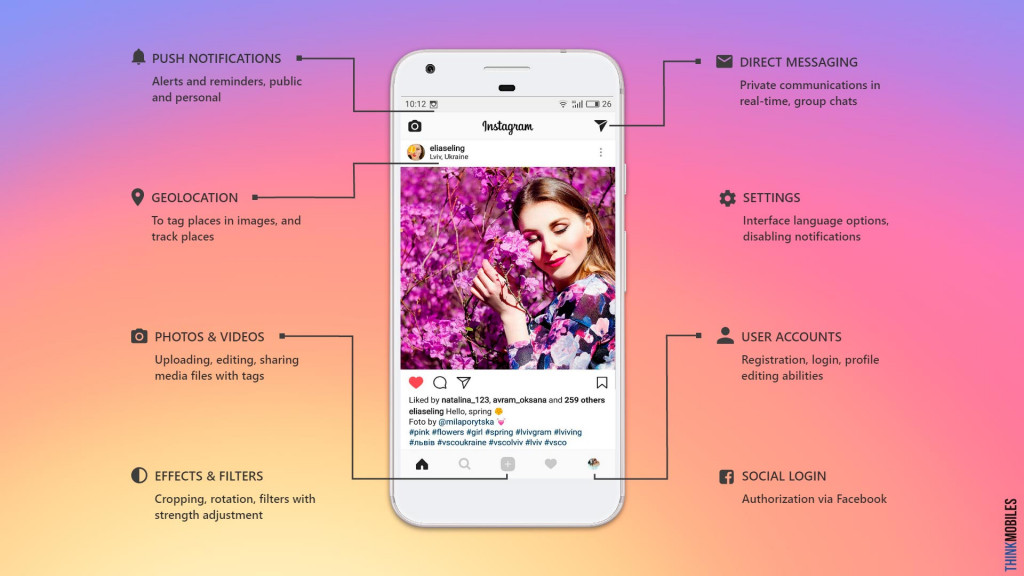 PUSH NOTIFICATIONS
Alerts and reminders, public
and personal
GEOLOCATION
To tag places in images, and
track places
PHOTOS & VIDEOS
Uploading, editing, sharing
media files with tags
EFFECTS & FILTERS
Cropping, rotation, filters with
strength adjustment
10:12
26
Instagram
eliaseling
Lviv, Ukraine
Liked by natalina_123, avram_oksana and 259 others
eliaseling Hello, spring
Foto by @milaporytska
#pink #flowers #girl #spring #lvivgram #lviving
#львів #vscoukraine #vscolviv #lviv #vsco
DIRECT MESSAGING
Private communications in
real-time, group chats
SETTINGS
Interface language options,
disabling notifications
USER ACCOUNTS
Registration, login, profile
editing abilities
SOCIAL LOGIN
Authorization via Facebook
THINKMOBILES